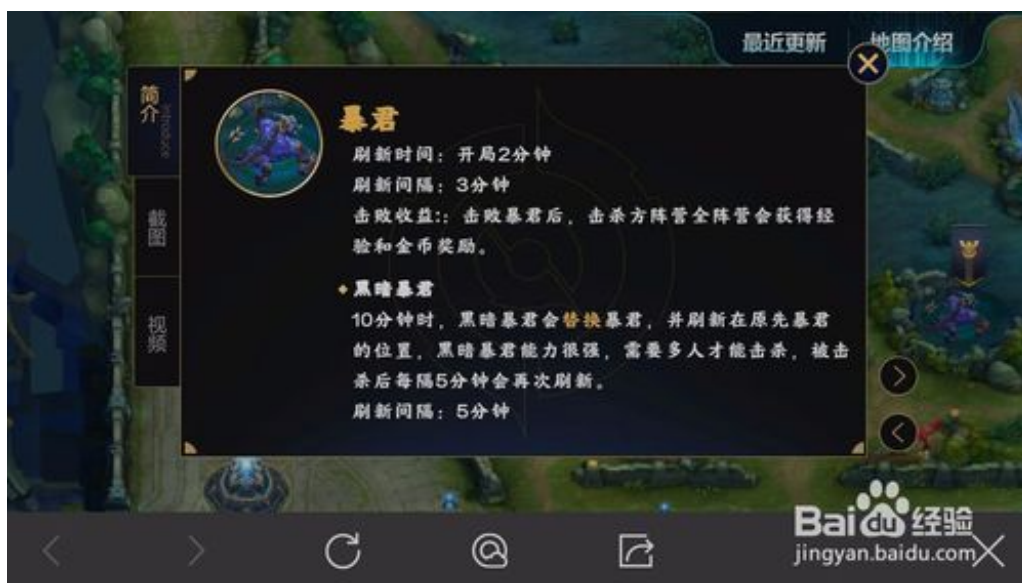 最近更新
地图介绍
简介
Introduce
截图
视频
暴君
刷新时间：开局2分钟
刷新间隔：3分钟
击败收益:：击败暴君后，击杀方阵营全阵营会获得经
验和金币奖励。
黑暗暴君
10分钟时，黑暗暴君会替换暴君，并刷新在原先暴君
的位置，黑暗暴君能力很强，需要多人才能击杀，被击
杀后每隔5分钟会再次刷新。
刷新间隔：5分钟
Baidu经验
jingyan.baidu.com